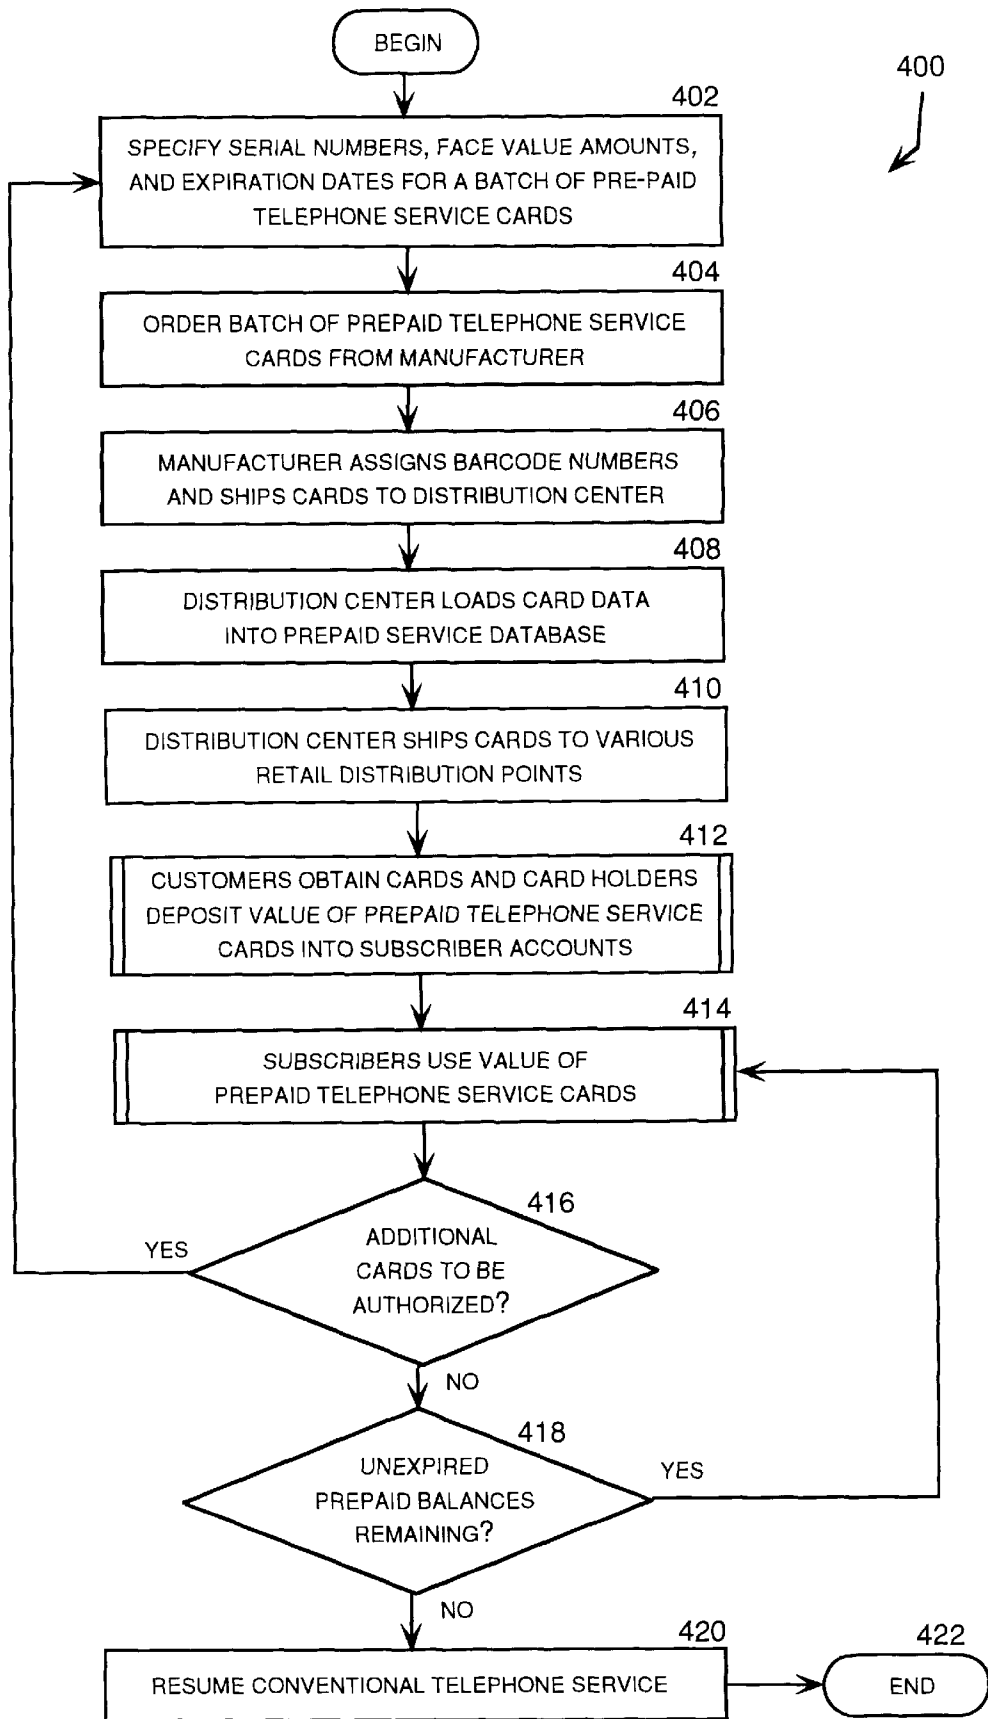 BEGIN
400
402
SPECIFY SERIAL NUMBERS, FACE VALUE AMOUNTS,
AND EXPIRATION DATES FOR A BATCH OF PRE-PAID
TELEPHONE SERVICE CARDS
404
ORDER BATCH OF PREPAID TELEPHONE SERVICE
CARDS FROM MANUFACTURER
406
MANUFACTURER ASSIGNS BARCODE NUMBERS
AND SHIPS CARDS TO DISTRIBUTION CENTER
408
DISTRIBUTION CENTER LOADS CARD DATA
INTO PREPAID SERVICE DATABASE
410
DISTRIBUTION CENTER SHIPS CARDS TO VARIOUS
RETAIL DISTRIBUTION POINTS
412
CUSTOMERS OBTAIN CARDS AND CARD HOLDERS
DEPOSIT VALUE OF PREPAID TELEPHONE SERVICE
CARDS INTO SUBSCRIBER ACCOUNTS
414
SUBSCRIBERS USE VALUE OF
PREPAID TELEPHONE SERVICE CARDS
416
YES
ADDITIONAL
CARDS TO BE
AUTHORIZED?
NO
418
UNEXPIRED
PREPAID BALANCES
REMAINING?
YES
NO
420
RESUME CONVENTIONAL TELEPHONE SERVICE
422
END